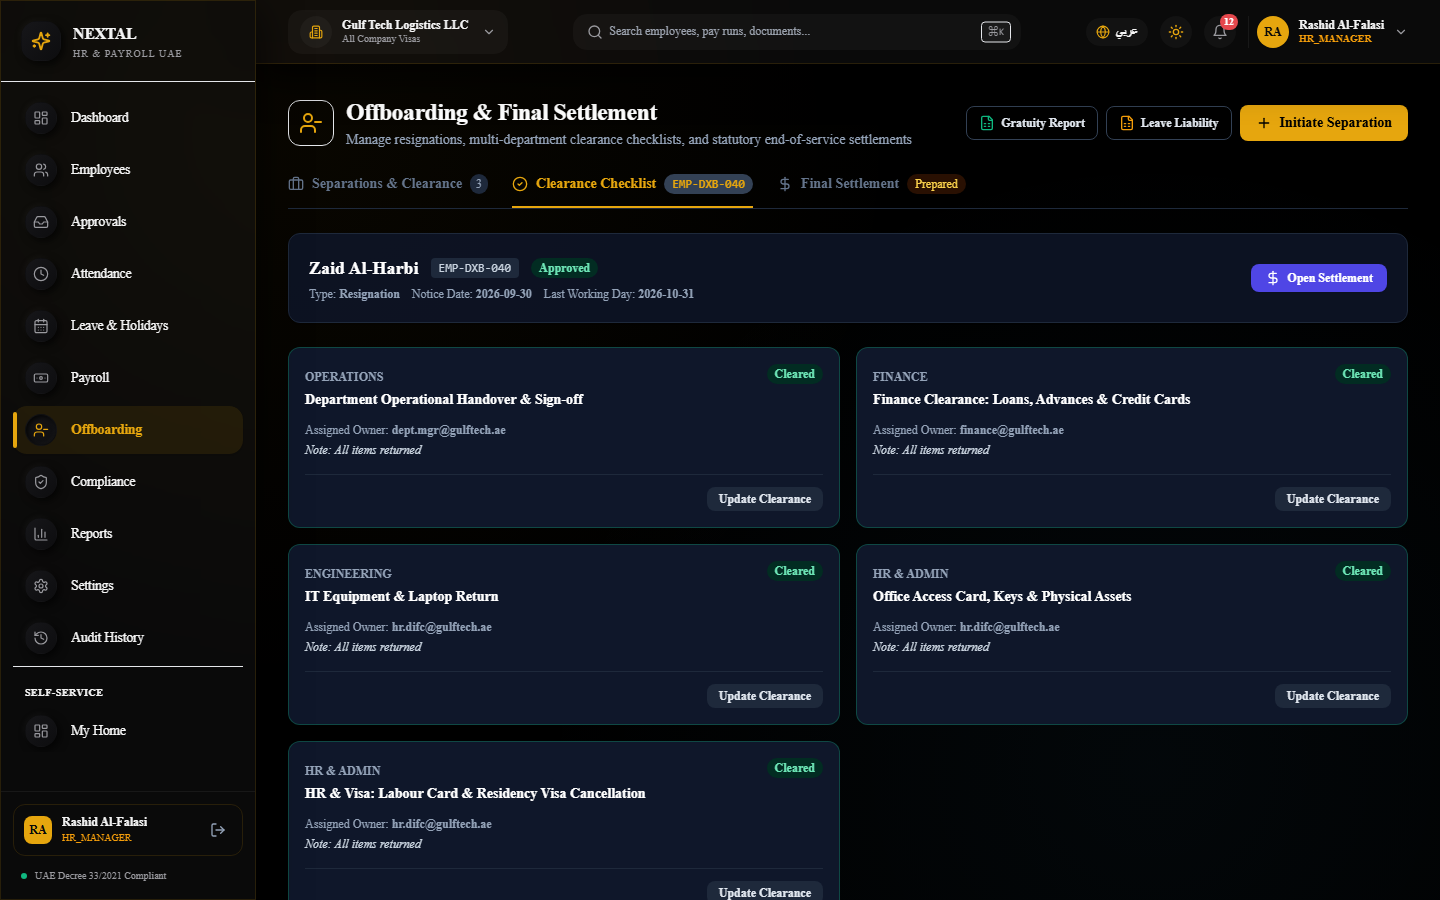 NEXTAL
HR & PAYROLL UAE
Dashboard
Employees
Approvals
Attendance
Leave & Holidays
Payroll
Offboarding
Compliance
Reports
Settings
Audit History
SELF-SERVICE
My Home
RA
Rashid Al-Falasi
HR_MANAGER
UAE Decree 33/2021 Compliant
Gulf Tech Logistics LLC
All Company Visas
Search employees, pay runs, documents...
⌘K
عربي
12
RA
Rashid Al-Falasi
HR_MANAGER
Offboarding & Final Settlement
Manage resignations, multi-department clearance checklists, and statutory end-of-service settlements
Gratuity Report
Leave Liability
Initiate Separation
Separations & Clearance 3
Clearance Checklist EMP-DXB-040
Final Settlement Prepared
Zaid Al-Harbi EMP-DXB-040 Approved
Type: Resignation Notice Date: 2026-09-30 Last Working Day: 2026-10-31
Open Settlement
OPERATIONS
Cleared
Department Operational Handover & Sign-off
Assigned Owner: dept.mgr@gulftech.ae
Note: All items returned
Update Clearance
FINANCE
Cleared
Finance Clearance: Loans, Advances & Credit Cards
Assigned Owner: finance@gulftech.ae
Note: All items returned
Update Clearance
ENGINEERING
Cleared
IT Equipment & Laptop Return
Assigned Owner: hr.difc@gulftech.ae
Note: All items returned
Update Clearance
HR & ADMIN
Cleared
Office Access Card, Keys & Physical Assets
Assigned Owner: hr.difc@gulftech.ae
Note: All items returned
Update Clearance
HR & ADMIN
Cleared
HR & Visa: Labour Card & Residency Visa Cancellation
Assigned Owner: hr.difc@gulftech.ae
Note: All items returned
Update Clearance